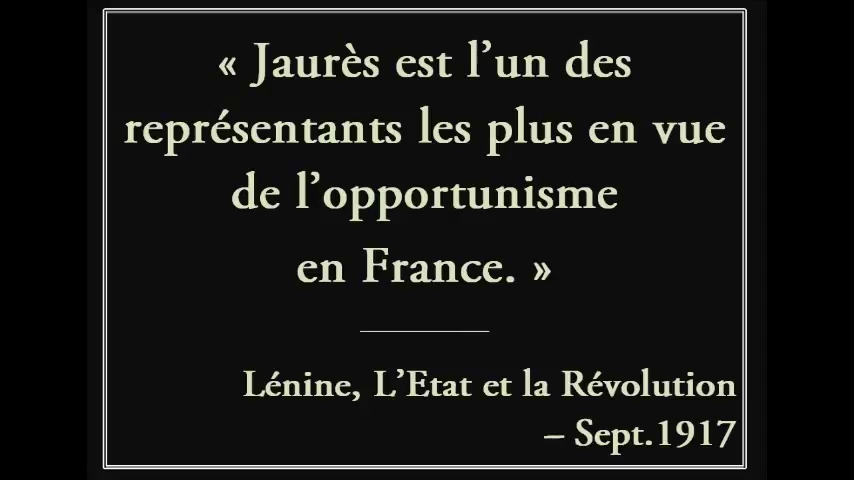 « Jaurès est l’un des
représentants les plus en vue
de l’opportunisme
en France. »
Lénine, L’Etat et la Révolution
– Sept.1917